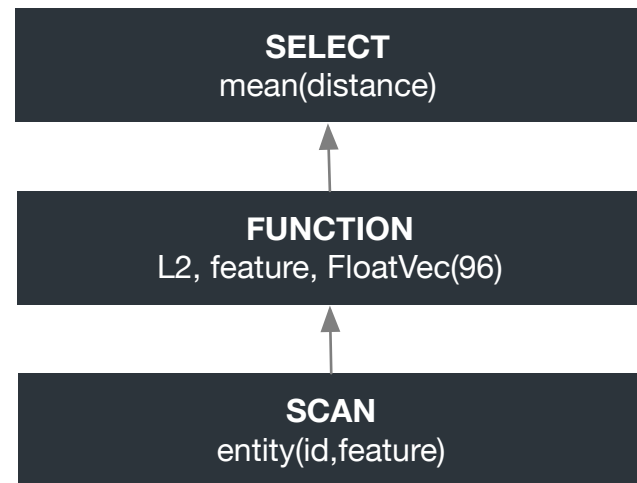 SELECT
mean(distance)
FUNCTION
L2, feature, FloatVec(96)
SCAN
entity(id,feature)